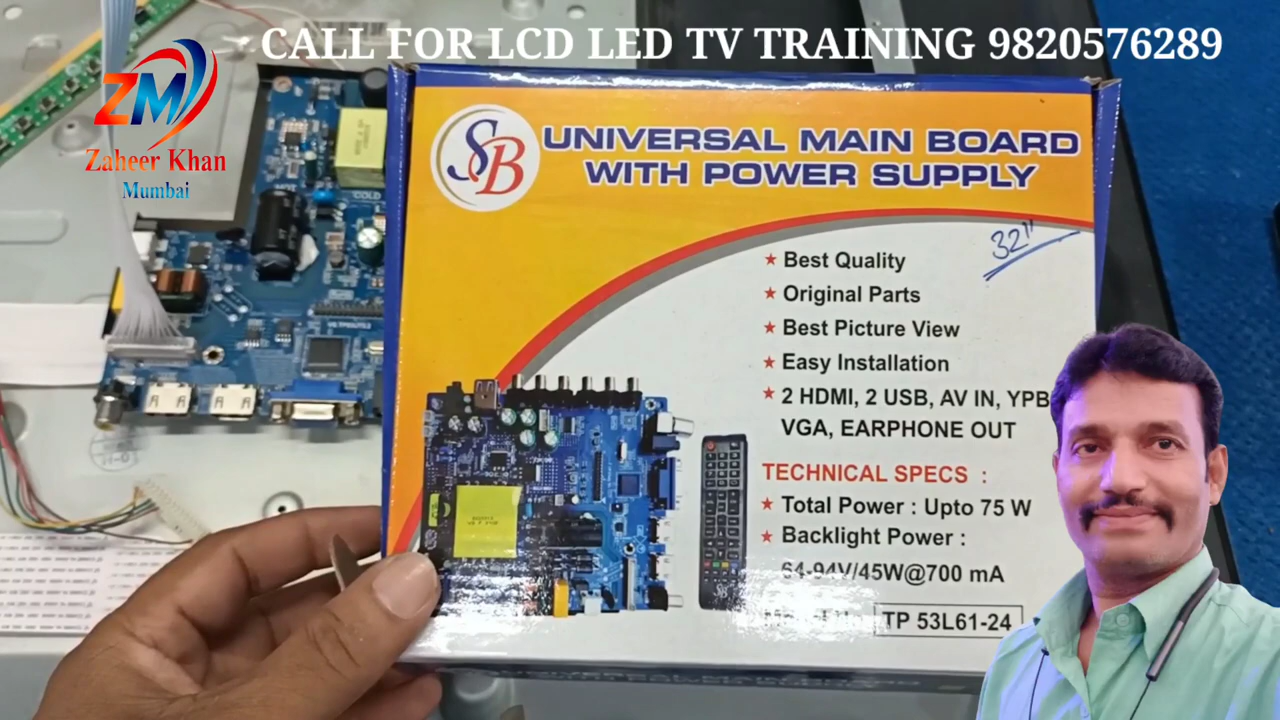 CALL FOR LCD LED TV TRAINING 9820576289
ZM
Zaheer Khan
Mumbai
SB
UNIVERSAL MAIN BOARD
WITH POWER SUPPLY
32"
★ Best Quality
★ Original Parts
★ Best Picture View
★ Easy Installation
★ 2 HDMI, 2 USB, AV IN, YPB
VGA, EARPHONE OUT
TECHNICAL SPECS :
★ Total Power : Upto 75 W
★ Backlight Power :
64-94V/45W@700 mA
TP 53L61-24